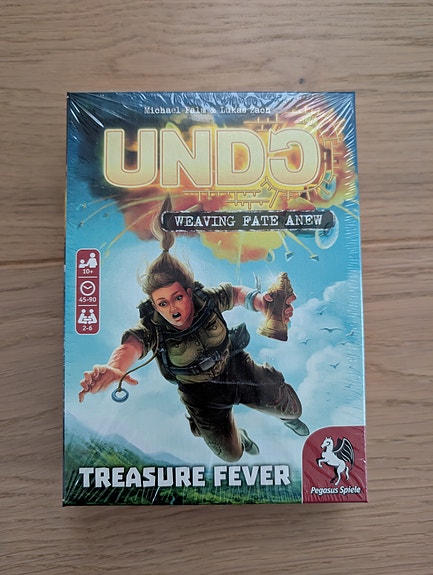 Michael Palm & Lukas Zach
UNDO
WEAVING FATE ANEW
10+
45-90
2-6
TREASURE FEVER
Pegasus Spiele